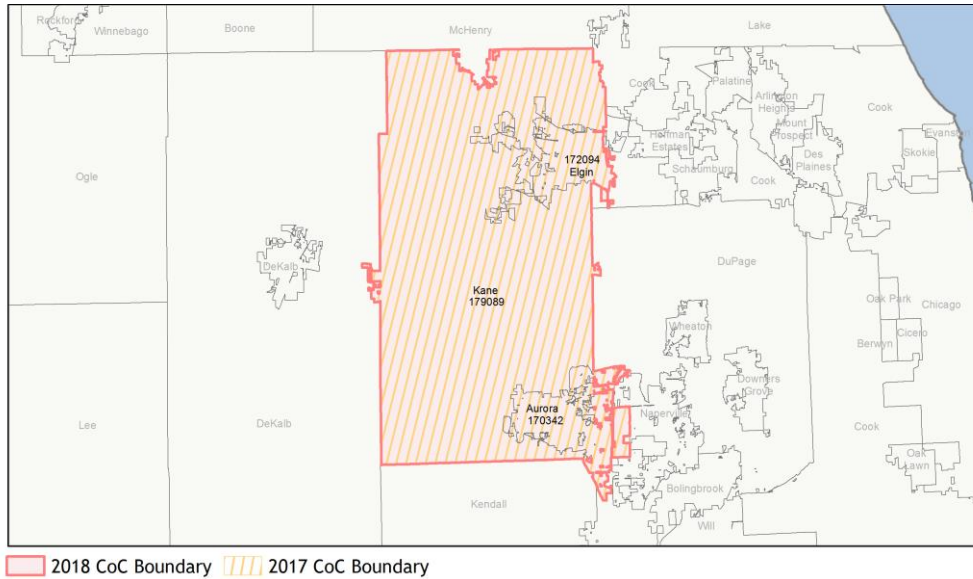 Rockford
Winnebago
Boone
McHenry
Lake
Cook
Palatine
Arlington
Heights
Mount
Prospect
Cook
Evanston
Skokie
Hoffman
Estates
Des
Plaines
Schaumburg
Cook
172094
Elgin
Ogle
DeKalb
DuPage
Kane
179089
Oak Park
Chicago
Cicero
Berwyn
Wheaton
Downers
Grove
Aurora
170342
Naperville
Lee
DeKalb
Cook
Oak
Lawn
Kendall
Bolingbrook
Will
2018 CoC Boundary
2017 CoC Boundary